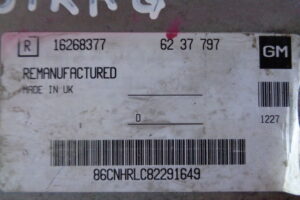 R 16268377 62 37 797 GM
REMANUFACTURED
MADE IN UK
0
1227
86CNHRLC82291649